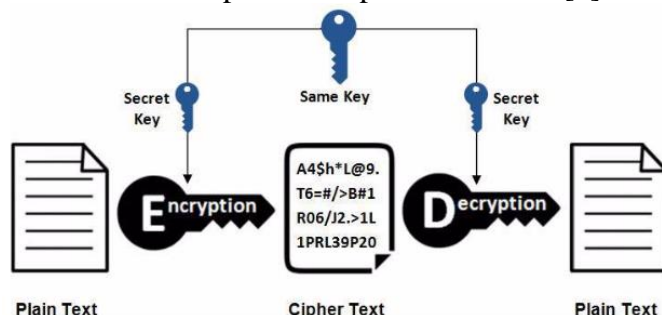 Secret
Key
Same Key
Secret
Key
Encryption
A4$h*L@9.
T6=#/>B#1
R06/J2.>1L
1PRL39P20
Decryption
Plain Text
Cipher Text
Plain Text